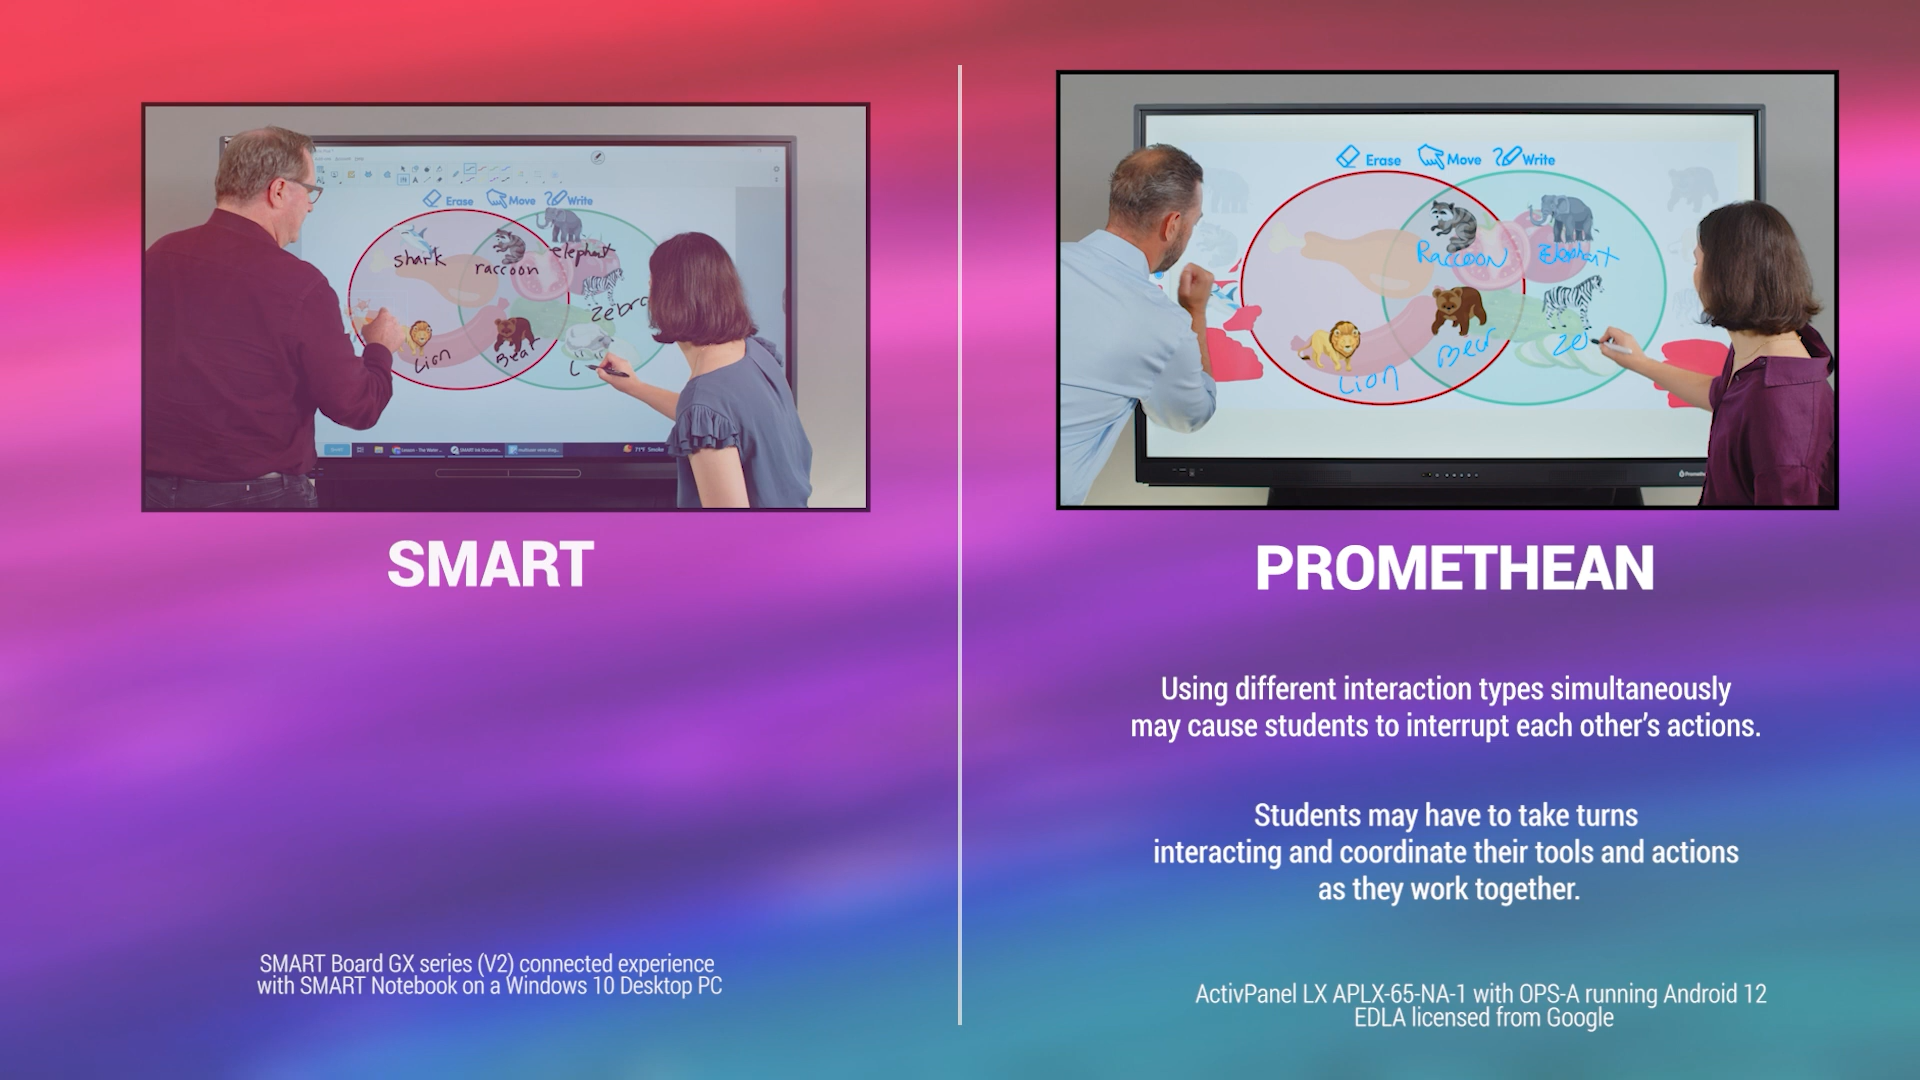 Erase Move Write
shark
raccoon
elephant
zebra
Lion
Bear
SMART
SMART Board GX series (V2) connected experience
with SMART Notebook on a Windows 10 Desktop PC
Erase Move Write
Raccoon
Elephant
Ze
Bear
Lion
PROMETHEAN
Using different interaction types simultaneously
may cause students to interrupt each other's actions.
Students may have to take turns
interacting and coordinate their tools and actions
as they work together.
ActivPanel LX APLX-65-NA-1 with OPS-A running Android 12
EDLA licensed from Google